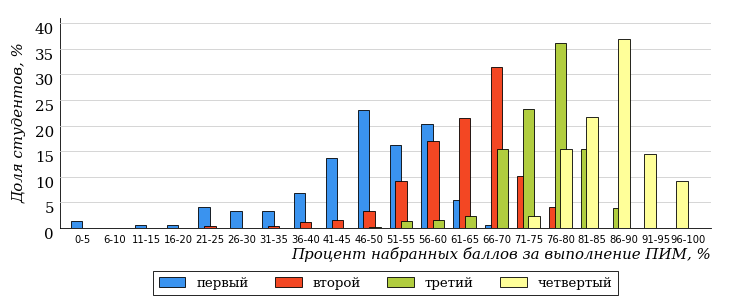 Доля студентов, %
40
35
30
25
20
15
10
5
0
0-5 6-10 11-15 16-20 21-25 26-30 31-35 36-40 41-45 46-50 51-55 56-60 61-65 66-70 71-75 76-80 81-85 86-90 91-95 96-100
Процент набранных баллов за выполнение ПИМ, %
первый второй третий четвертый